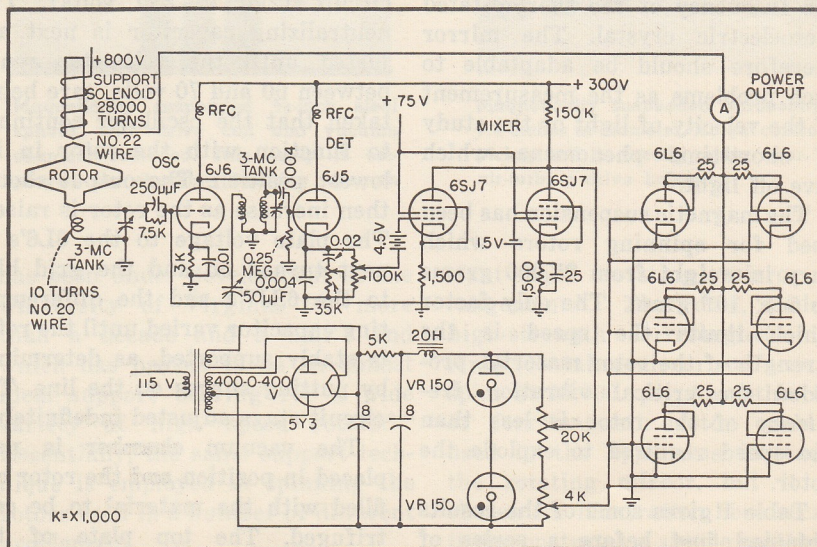 +800V
SUPPORT
SOLENOID
28,000
TURNS
NO.22
WIRE
ROTOR
3-MC
TANK
10 TURNS
NO.20
WIRE
250μμF
7.5K
OSC
RFC
6J6
3K
0.01
3-MC
TANK
0.004
RFC
DET
6J5
0.25
MEG
0.004
50μμF
0.02
35K
100K
+75V
4.5V
6SJ7
1,500
MIXER
+300V
150K
6SJ7
1.5V
1,500
25
A
POWER
OUTPUT
6L6 6L6
25 25
6L6 6L6
25 25
6L6 6L6
25 25
115
400-400
V
5Y3
5K
20H
8
8
VR 150
VR 150
20K
4K
K=X 1,000